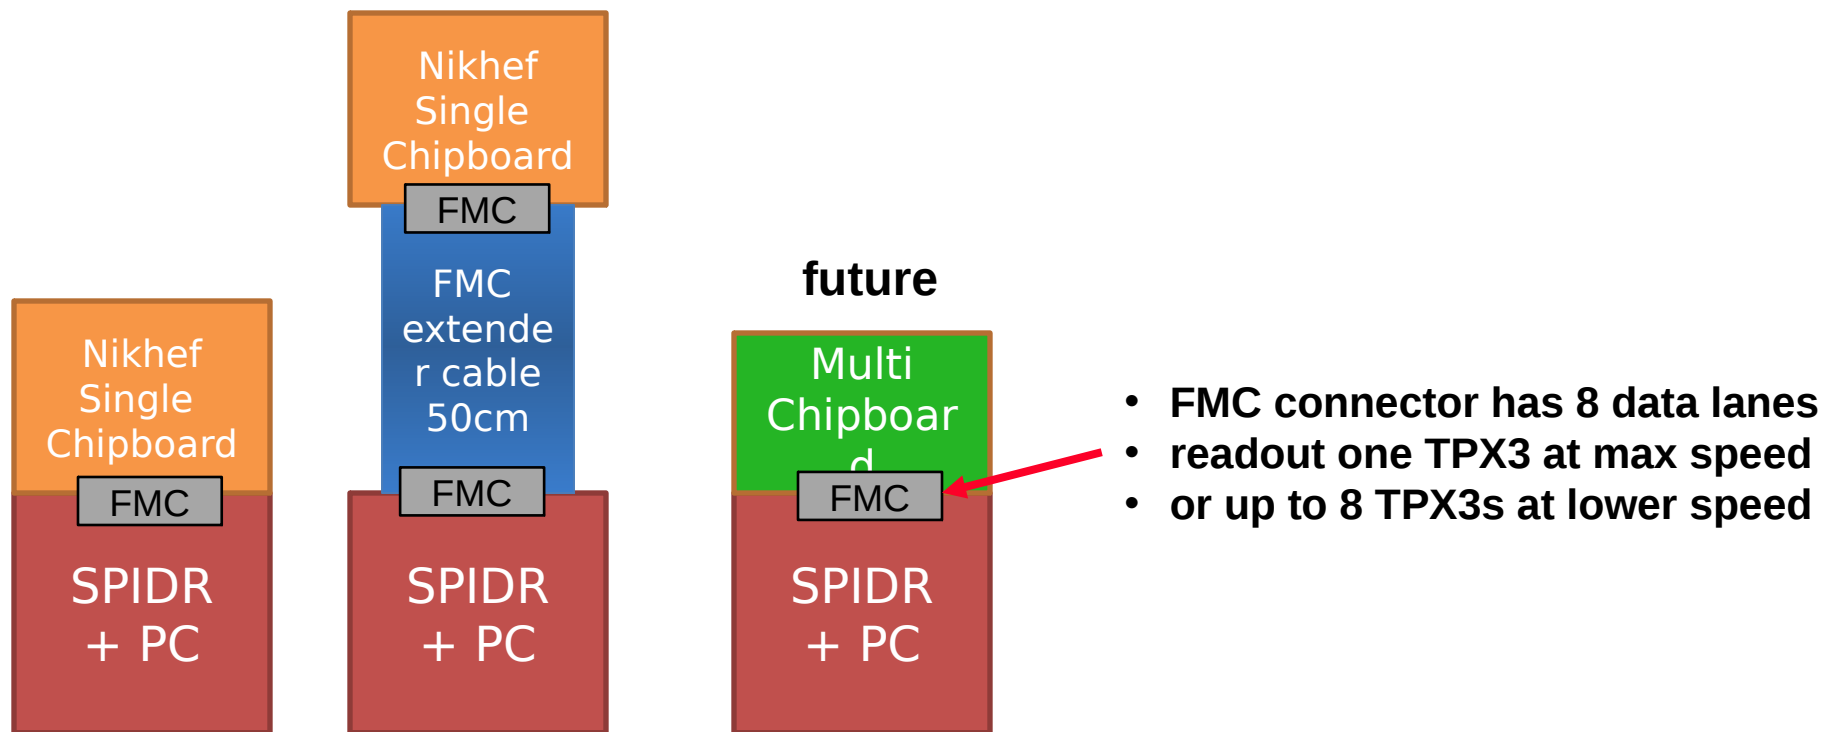 Nikhef
Single
Chipboard
FMC
SPIDR
+ PC
Nikhef
Single
Chipboard
FMC
FMC
extende
r cable
50cm
FMC
SPIDR
+ PC
future
Multi
Chipboar
d
FMC
SPIDR
+ PC
• FMC connector has 8 data lanes
• readout one TPX3 at max speed
• or up to 8 TPX3s at lower speed